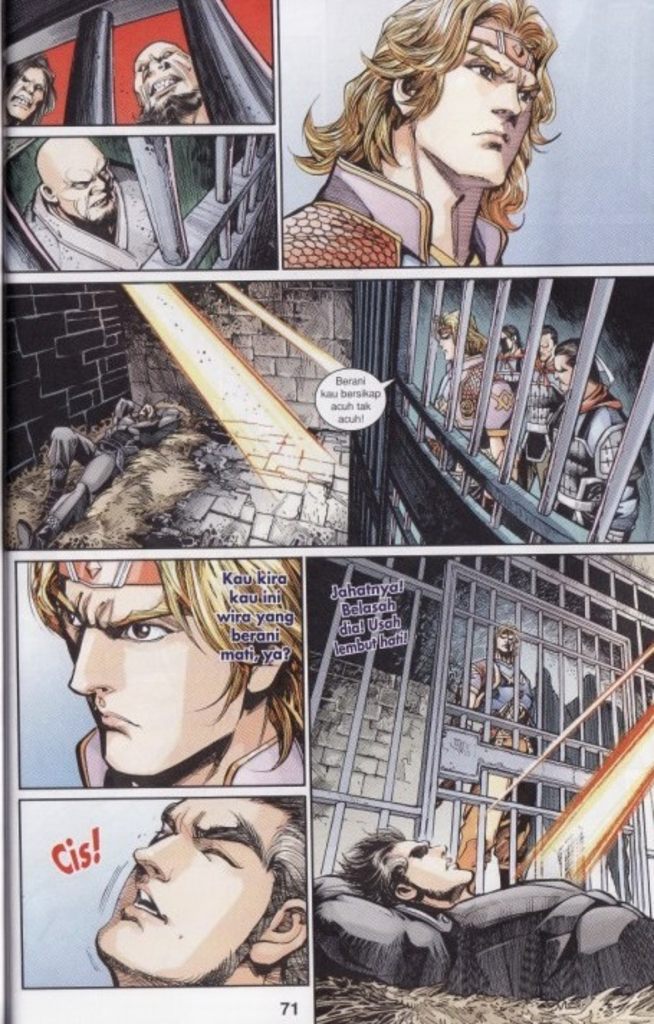 Berani
kau bersikap
acuh tak
acuh!
Kau kira
kau ini
wira yang
berani
mati, ya?
Jahatnya!
Belasah
dia! Usah
lembut hati!
Cis!
71